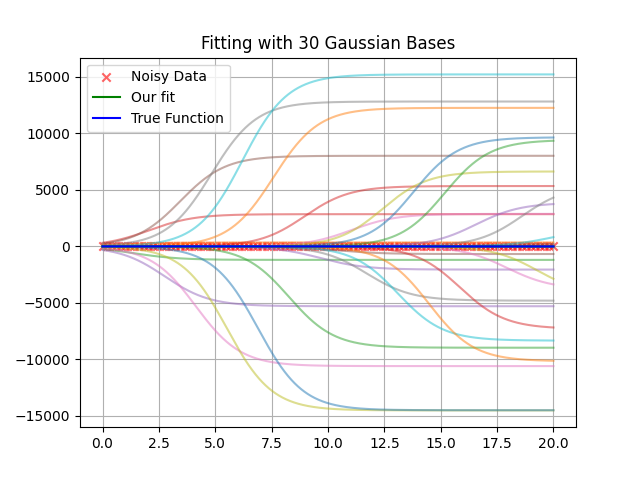 Fitting with 30 Gaussian Bases
Noisy Data
Our fit
True Function
15000
10000
5000
0
−5000
−10000
−15000
0.0 2.5 5.0 7.5 10.0 12.5 15.0 17.5 20.0